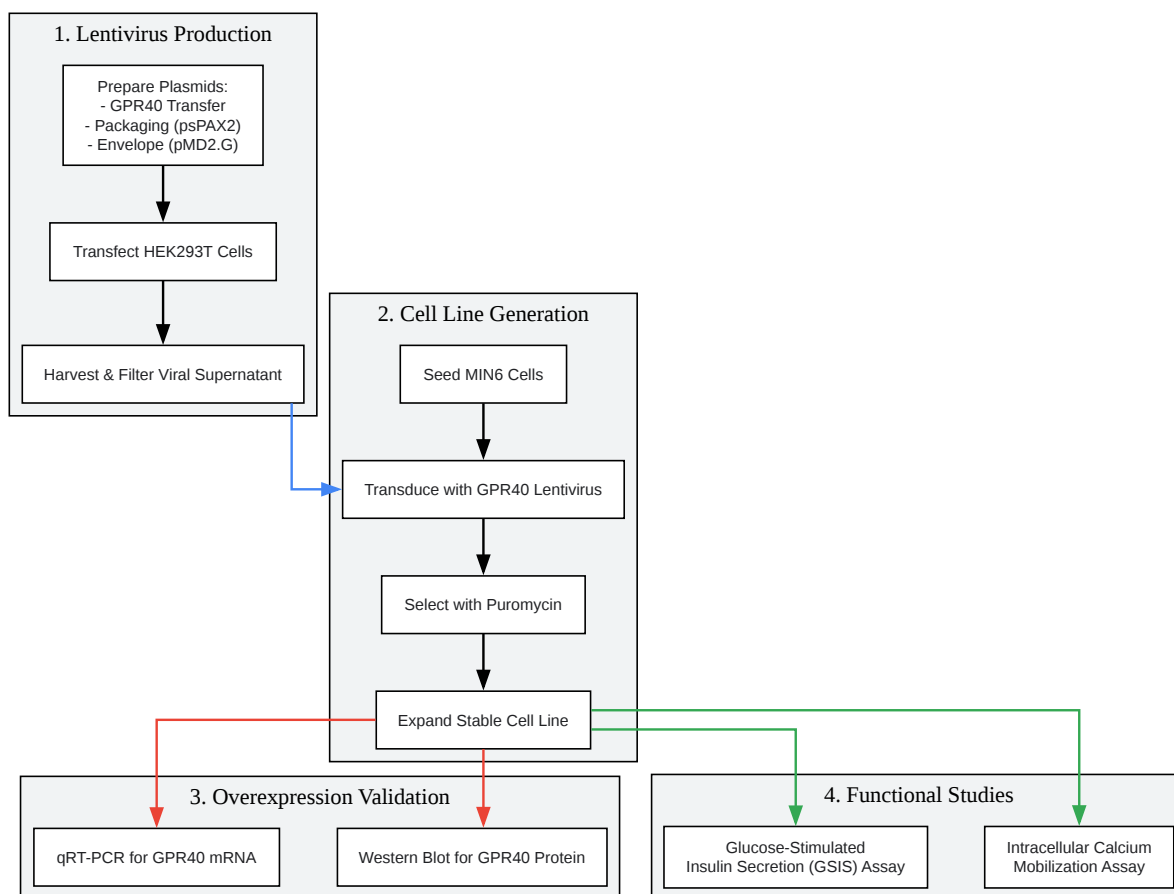 1. Lentivirus Production
Prepare Plasmids:
- GPR40 Transfer
- Packaging (psPAX2)
- Envelope (pMD2.G)
Transfect HEK293T Cells
Harvest & Filter Viral Supernatant
2. Cell Line Generation
Seed MIN6 Cells
Transduce with GPR40 Lentivirus
Select with Puromycin
Expand Stable Cell Line
3. Overexpression Validation
qRT-PCR for GPR40 mRNA
Western Blot for GPR40 Protein
4. Functional Studies
Glucose-Stimulated
Insulin Secretion (GSIS) Assay
Intracellular Calcium
Mobilization Assay